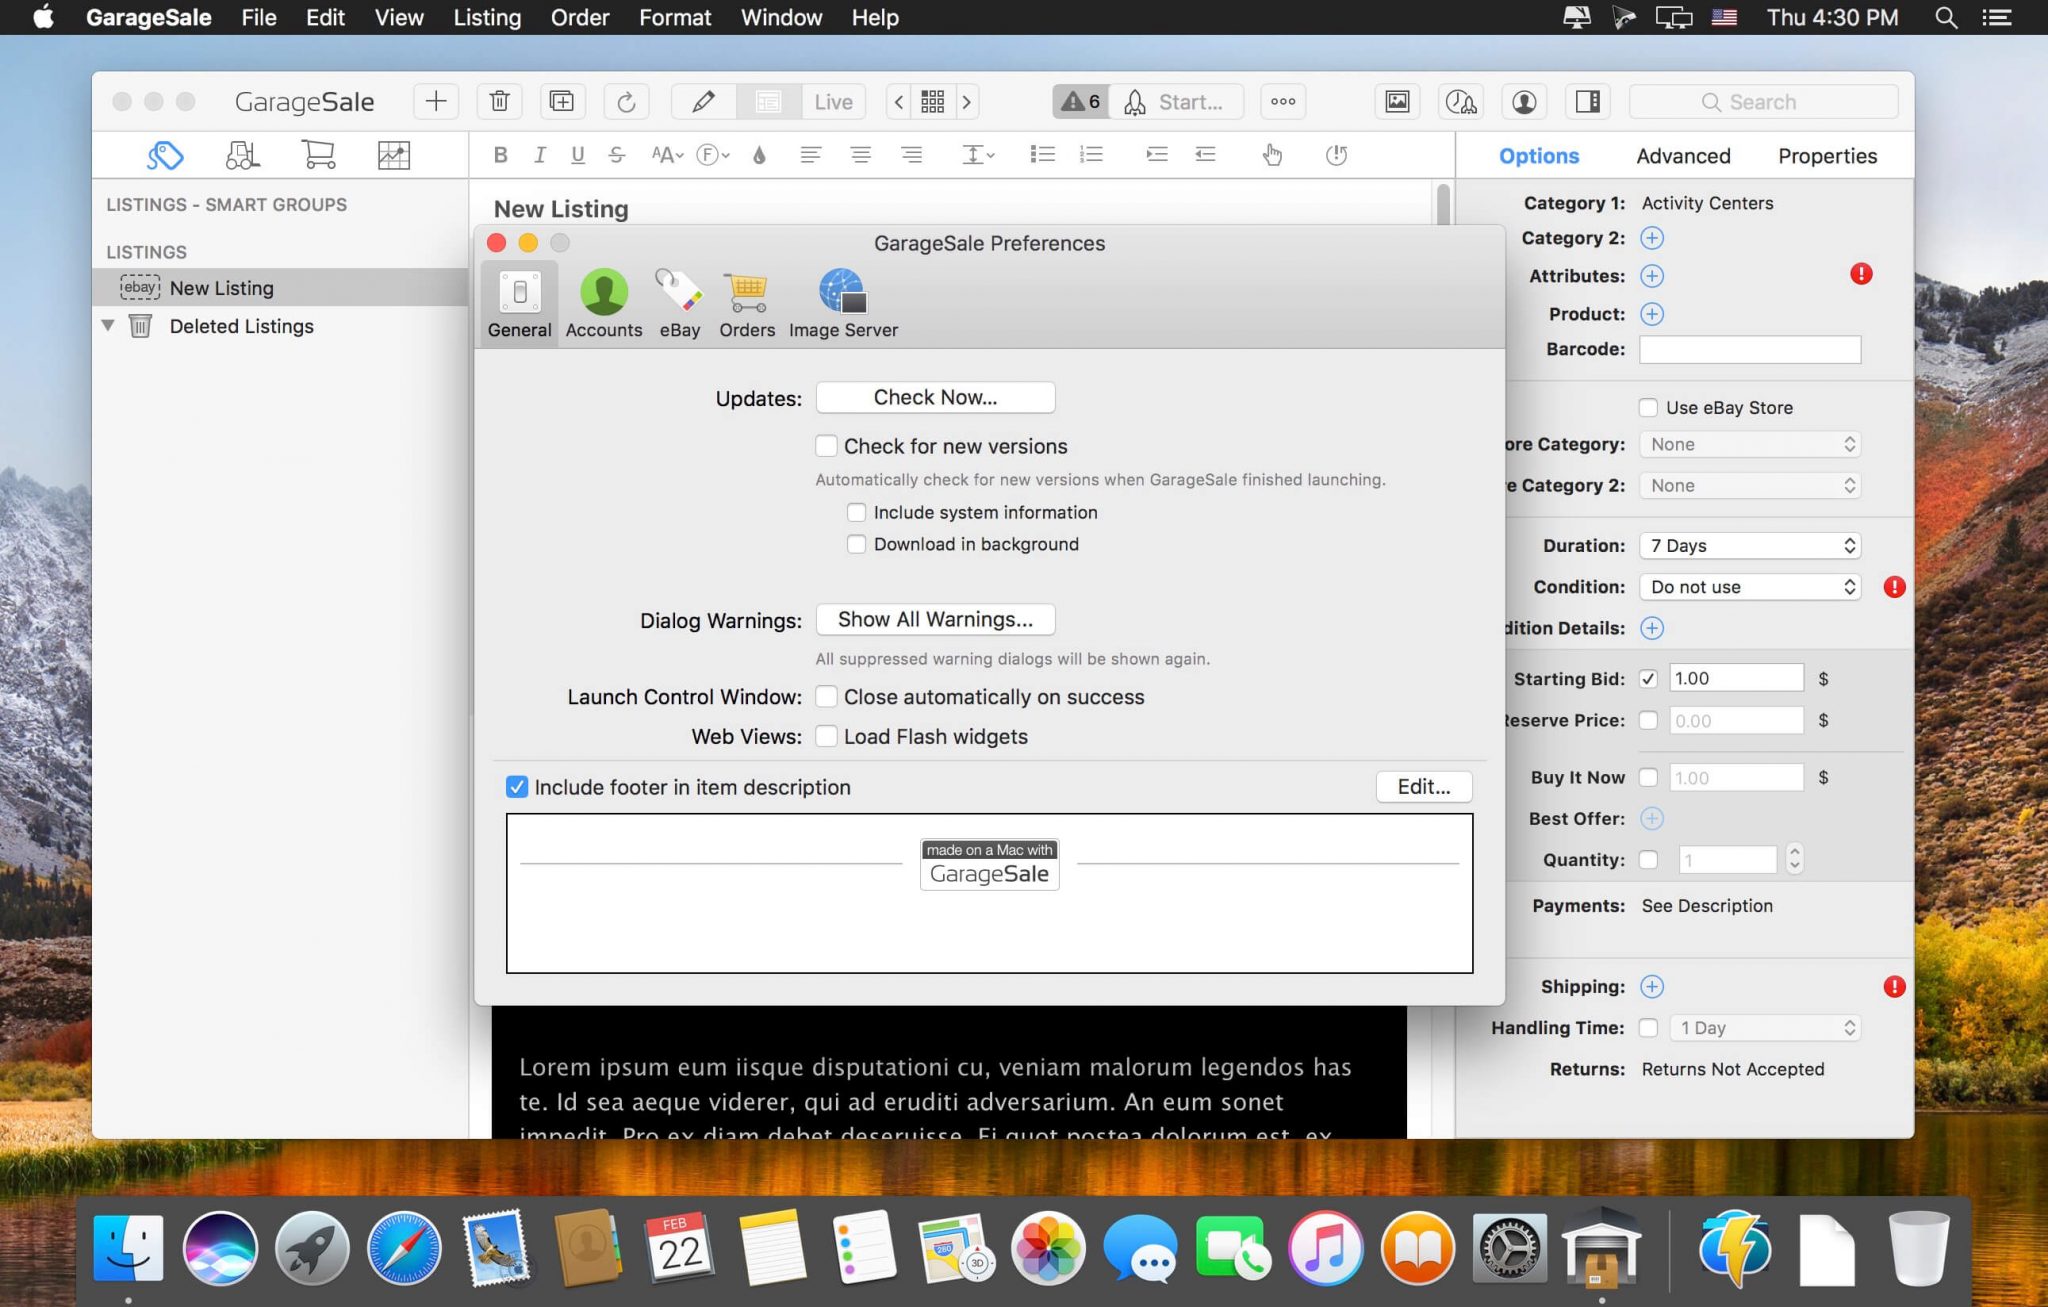 GarageSale File Edit View Listing Order Format Window Help Thu 4:30 PM
GarageSale Live 6 Start... Search
B I U S AA F
Options Advanced Properties
LISTINGS - SMART GROUPS
LISTINGS
ebay New Listing
Deleted Listings
New Listing
GarageSale Preferences
General Accounts eBay Orders Image Server
Updates: Check Now...
Check for new versions
Automatically check for new versions when GarageSale finished launching.
Include system information
Download in background
Dialog Warnings: Show All Warnings...
All suppressed warning dialogs will be shown again.
Launch Control Window: Close automatically on success
Web Views: Load Flash widgets
Include footer in item description Edit...
made on a Mac with
GarageSale
Lorem ipsum eum iisque disputationi cu, veniam malorum legendos has
te. Id sea aeque viderer, qui ad eruditi adversarium. An eum sonet
impedit. Pro ex diam debet deseruisse. Ei quot postea dolorum est, ex
Category 1: Activity Centers
Category 2:
Attributes:
Product:
Barcode:
Use eBay Store
ore Category: None
e Category 2: None
Duration: 7 Days
Condition: Do not use
dition Details:
Starting Bid: 1.00 $
Reserve Price: 0.00 $
Buy It Now 1.00 $
Best Offer:
Quantity: 1
Payments: See Description
Shipping:
Handling Time: 1 Day
Returns: Returns Not Accepted
FEB
22
280
3D